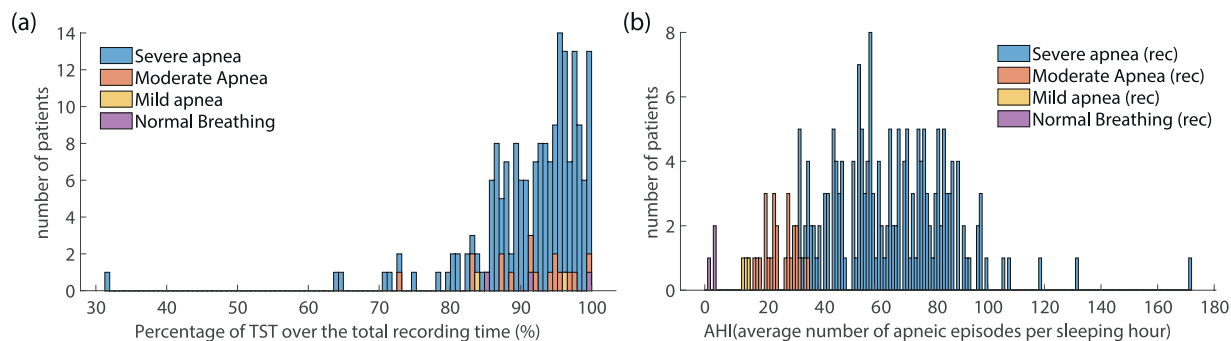 (a)
14
12
10
8
6
4
2
0
number of patients
Severe apnea
Moderate Apnea
Mild apnea
Normal Breathing
30 40 50 60 70 80 90 100
Percentage of TST over the total recording time (%)
(b)
8
6
4
2
0
number of patients
Severe apnea (rec)
Moderate Apnea (rec)
Mild apnea (rec)
Normal Breathing (rec)
0 20 40 60 80 100 120 140 160 180
AHI(average number of apneic episodes per sleeping hour)